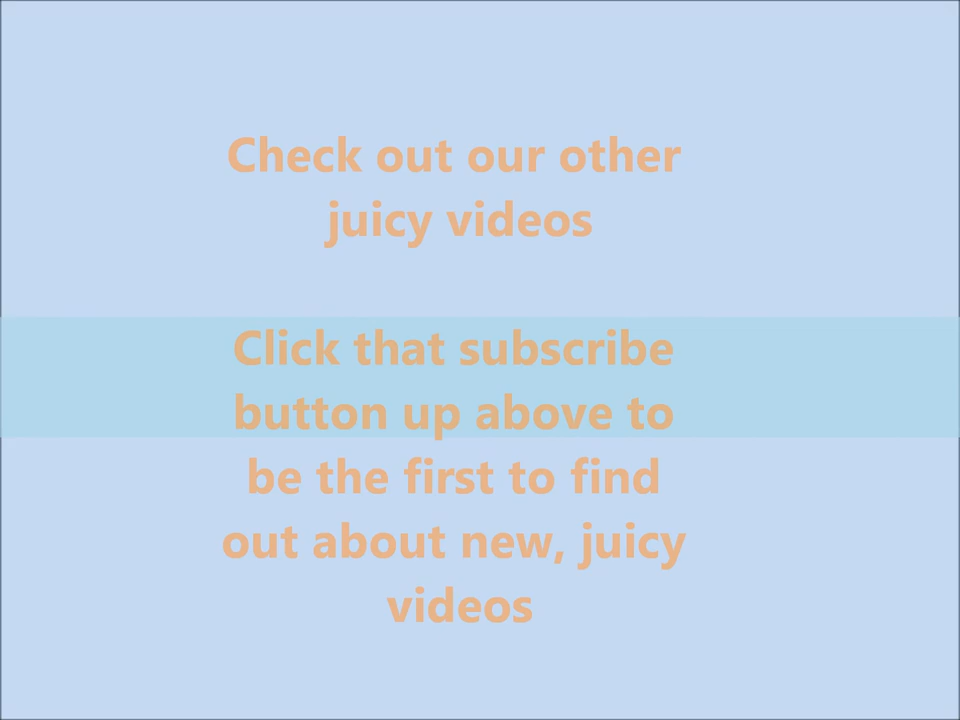 Check out our other
juicy videos
Click that subscribe
button up above to
be the first to find
out about new, juicy
videos